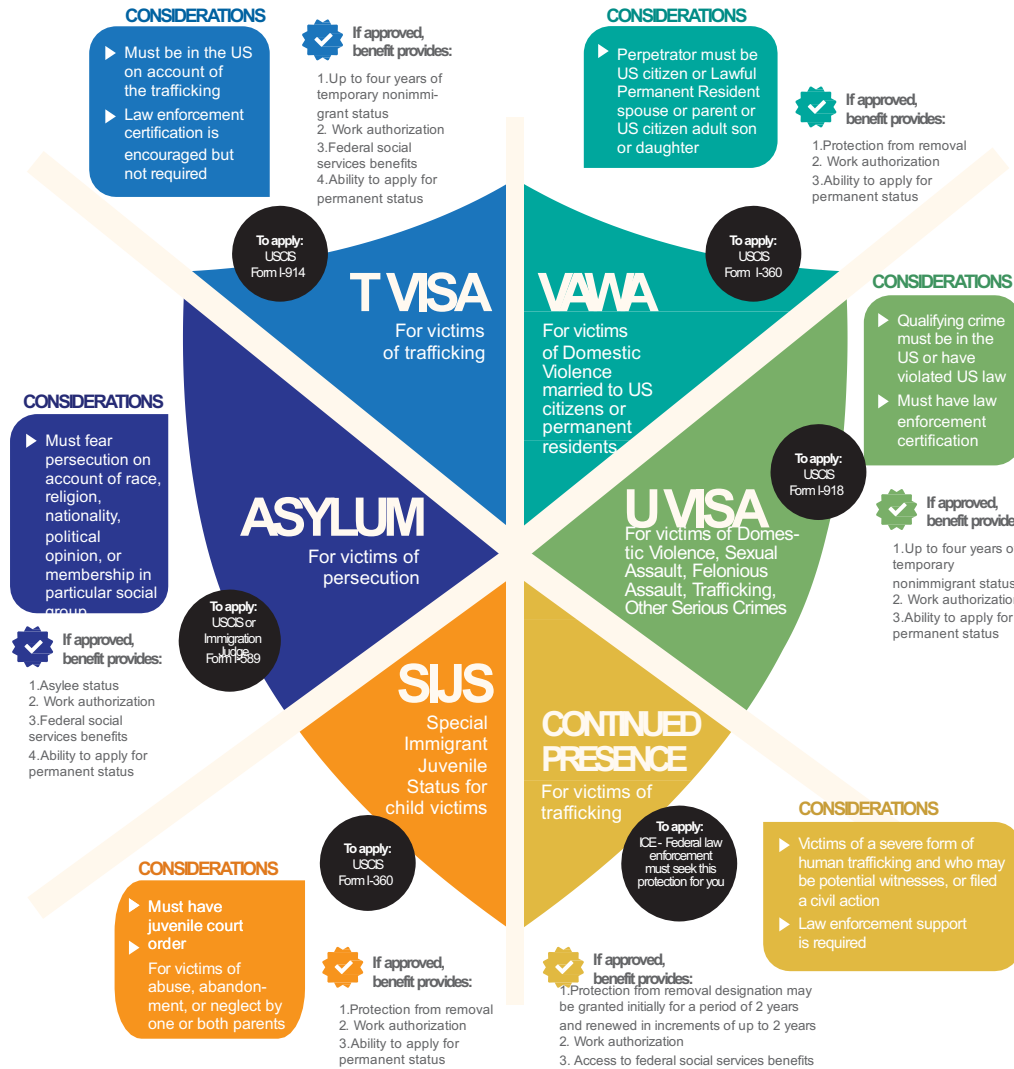 CONSIDERATIONS
Must be in the US
on account of
the trafficking
Law enforcement
certification is
encouraged but
not required
If approved,
benefit provides:
1.Up to four years of
temporary nonimmi-
grant status
2. Work authorization
3.Federal social
services benefits
4.Ability to apply for
permanent status
To apply:
USCIS
Form I-914
T VISA
For victims
of trafficking
CONSIDERATIONS
Perpetrator must be
US citizen or Lawful
Permanent Resident
spouse or parent or
US citizen adult son
or daughter
If approved,
benefit provides:
1.Protection from removal
2. Work authorization
3.Ability to apply for
permanent status
To apply:
USCIS
Form I-360
VAWA
For victims
of Domestic
Violence
married to US
citizens or
permanent
residents
CONSIDERATIONS
Qualifying crime
must be in the
US or have
violated US law
Must have law
enforcement
certification
To apply:
USCIS
Form I-918
If approved,
benefit provide
1.Up to four years o
temporary
nonimmigrant status
2. Work authorization
3.Ability to apply for
permanent status
U VISA
For victims of Domes-
tic Violence, Sexual
Assault, Felonious
Assault, Trafficking,
Other Serious Crimes
CONSIDERATIONS
Must fear
persecution on
account of race,
religion,
nationality,
political
opinion, or
membership in
particular social
group
ASYLUM
For victims of
persecution
To apply:
USCIS or
Immigration
Judge
Form I-589
If approved,
benefit provides:
1.Asylee status
2. Work authorization
3.Federal social
services benefits
4.Ability to apply for
permanent status
SIJS
Special
Immigrant
Juvenile
Status for
child victims
To apply:
USCIS
Form I-360
CONSIDERATIONS
Must have
juvenile court
order
For victims of
abuse, abandon-
ment, or neglect by
one or both parents
If approved,
benefit provides:
1.Protection from removal
2. Work authorization
3.Ability to apply for
permanent status
CONTINUED
PRESENCE
For victims of
trafficking
To apply:
ICE - Federal law
enforcement
must seek this
protection for you
CONSIDERATIONS
Victims of a severe form of
human trafficking and who may
be potential witnesses, or filed
a civil action
Law enforcement support
is required
If approved,
benefit provides:
1.Protection from removal designation may
be granted initially for a period of 2 years
and renewed in increments of up to 2 years
2. Work authorization
3. Access to federal social services benefits